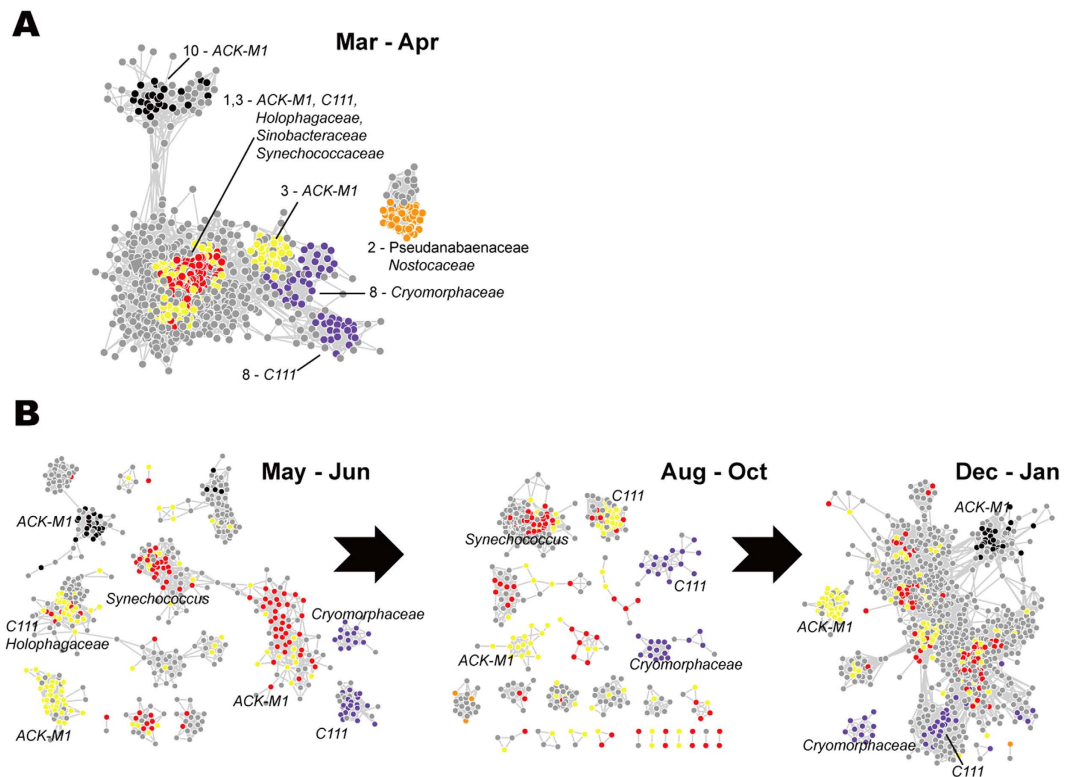 A
Mar - Apr
10 - ACK-M1
1,3 - ACK-M1, C111,
Holophagaceae,
Sinobacteraceae
Synechococcaceae
3 - ACK-M1
2 - Pseudanabaenaceae
Nostocaceae
8 - Cryomorphaceae
8 - C111
B
May - Jun
ACK-M1
Synechococcus
Cryomorphaceae
C111
Holophagaceae
ACK-M1
ACK-M1
C111
Aug - Oct
C111
Synechococcus
C111
ACK-M1
Cryomorphaceae
Dec - Jan
ACK-M1
ACK-M1
Cryomorphaceae
C111